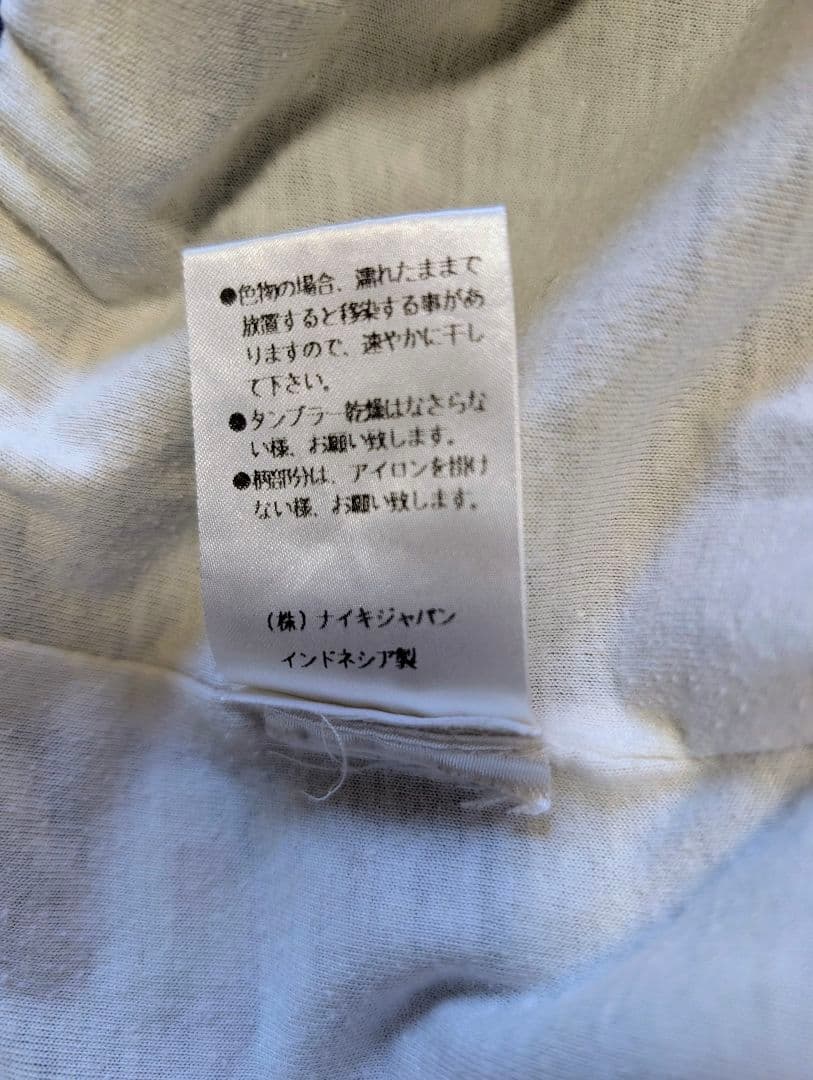 ●色物の場合、濡れたままで
放置すると移染する事があ
りますので、速やかに干し
て下さい。
●タンブラー乾燥はなさらな
い様、お願い致します。
●柄部分は、アイロンを掛け
ない様、お願い致します。
(株)ナイキジャパン
インドネシア製